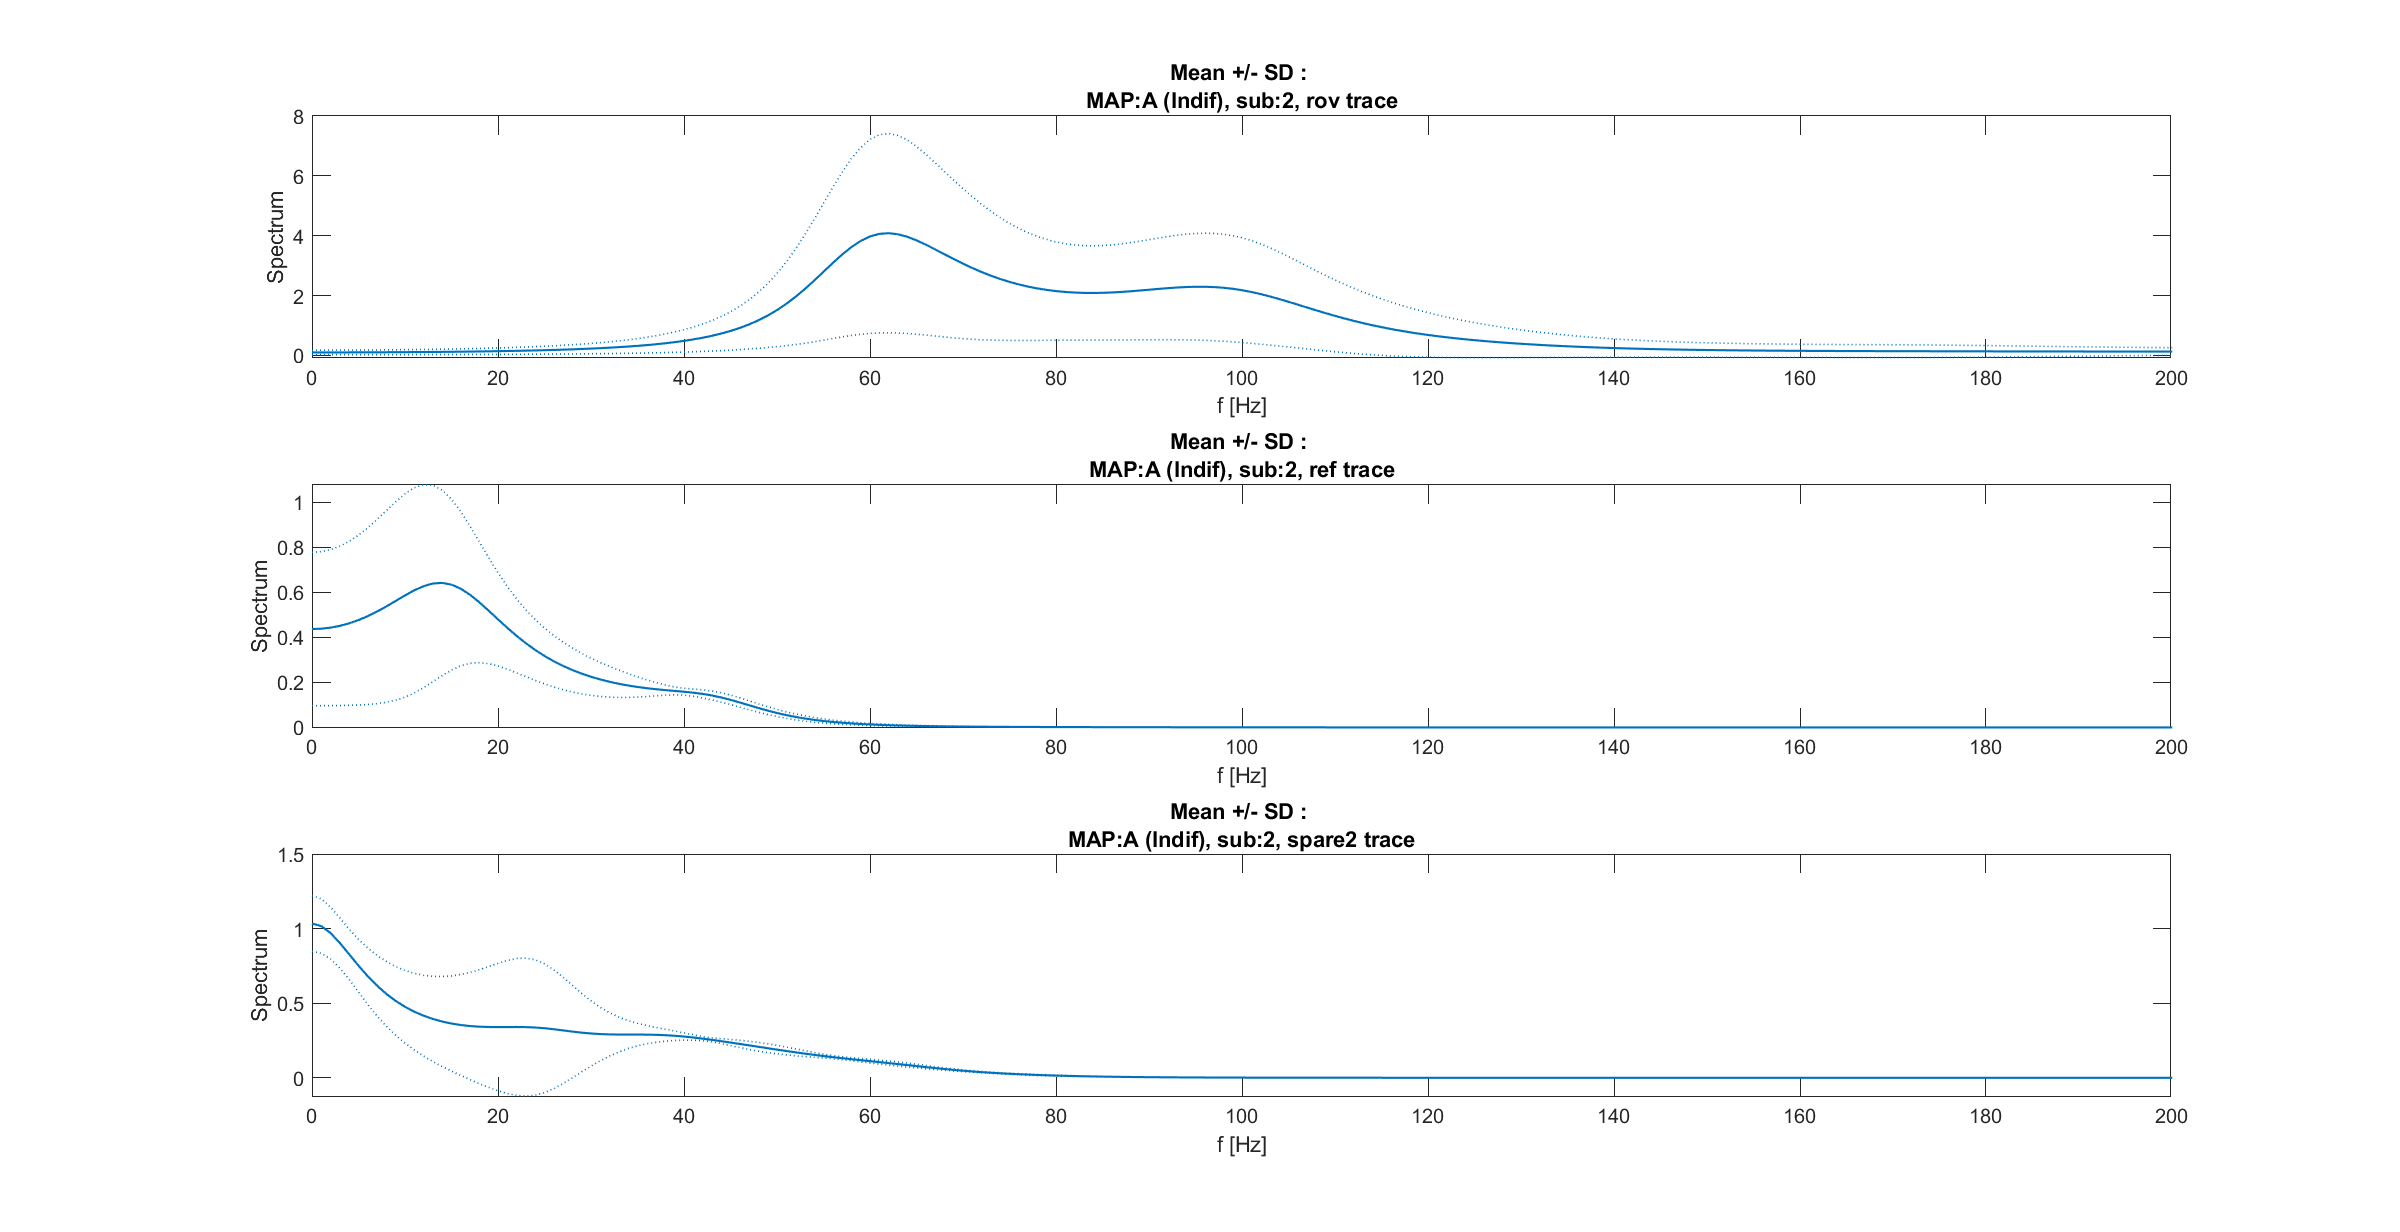 Mean +/- SD :
MAP:A (Indif), sub:2, rov trace
8
6
4
2
0
Spectrum
0 20 40 60 80 100 120 140 160 180 200
f [Hz]
Mean +/- SD :
MAP:A (Indif), sub:2, ref trace
1
0.8
0.6
0.4
0.2
0
Spectrum
0 20 40 60 80 100 120 140 160 180 200
f [Hz]
Mean +/- SD :
MAP:A (Indif), sub:2, spare2 trace
1.5
1
0.5
0
Spectrum
0 20 40 60 80 100 120 140 160 180 200
f [Hz]